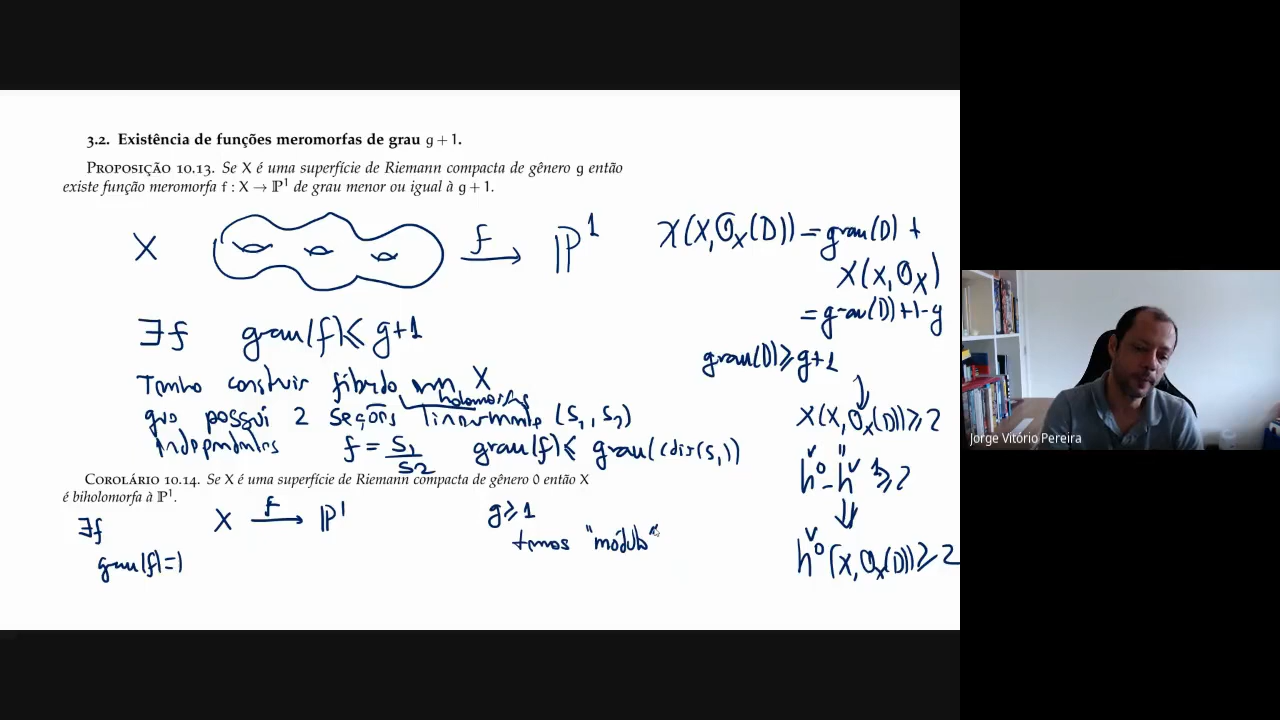 3.2. Existência de funções meromorfas de grau g + 1.
PROPOSIÇÃO 10.13. Se X é uma superfície de Riemann compacta de gênero g então
existe função meromorfa f : X → ℙ¹ de grau menor ou igual à g + 1.
X f → ℙ¹
∃f grau(f) ≤ g+1
Tenho construir fibrado em X
holomorfas
que possui 2 seções linearmente (s₁, s₂)
independentes f = s₁/s₂ grau(f) ≤ grau(div(s₁))
χ(X, O_X(D)) = grau(D) +
χ(X, O_X)
= grau(D) + 1 - g
grau(D) ≥ g+1
χ(X, O_X(D)) ≥ 2
ȟ⁰ - ȟ¹ ≥ 2
⇓
ȟ⁰(X, O_X(D)) ≥ 2
COROLÁRIO 10.14. Se X é uma superfície de Riemann compacta de gênero 0 então X
é biholomorfa à ℙ¹.
∃f X f → ℙ¹
grau(f) = 1
g ≥ 1
temos "módulo"
Jorge Vitório Pereira